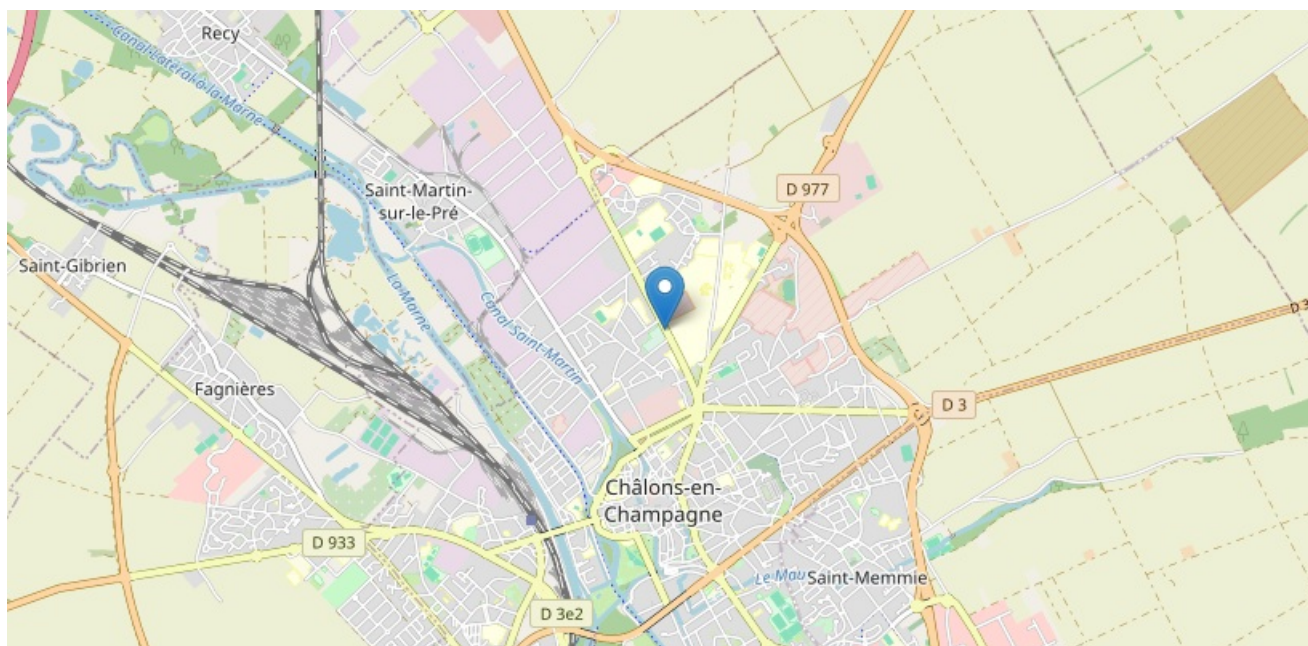 Recy
Canal Latéral à la Marne
Saint-Martin-
sur-le-Pré
D 977
Saint-Gibrien
La Marne
Canal Saint-Martin
D 3
Fagnières
D 3
Châlons-en-
Champagne
D 933
Le Mau
Saint-Memmie
D 3e2